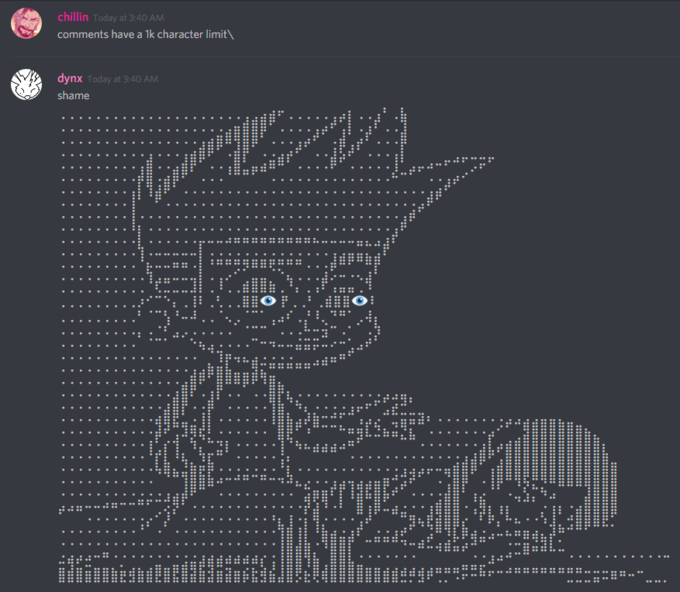 chillin Today at 3:40 AM
comments have a 1k character limit\
dynx Today at 3:40 AM
shame